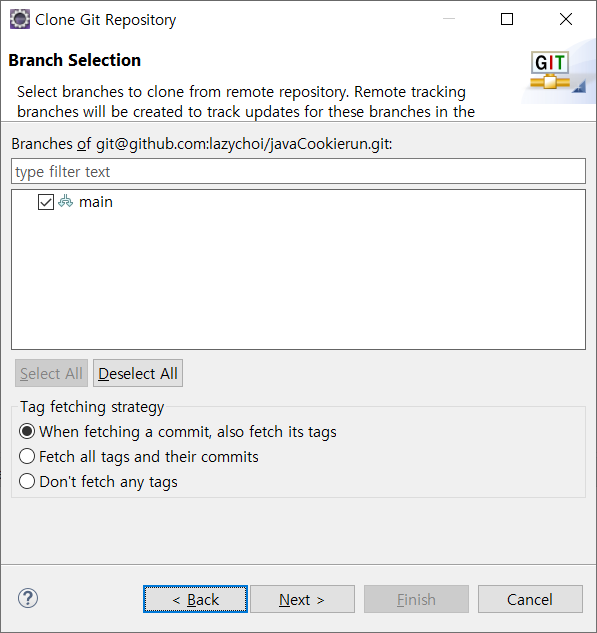 Clone Git Repository
Branch Selection
GIT
Select branches to clone from remote repository. Remote tracking
branches will be created to track updates for these branches in the
Branches of git@github.com:lazychoi/javaCookierun.git:
type filter text
main
Select All
Deselect All
Tag fetching strategy
When fetching a commit, also fetch its tags
Fetch all tags and their commits
Don't fetch any tags
?
< Back
Next >
Finish
Cancel